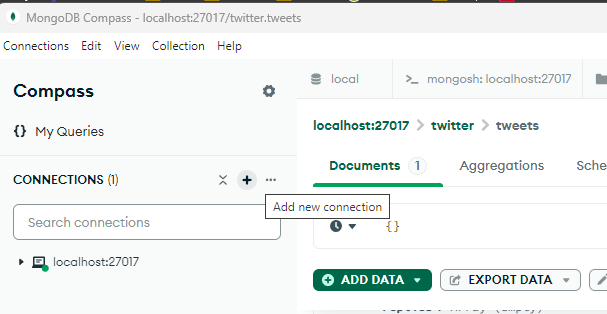 MongoDB Compass - localhost:27017/twitter.tweets
Connections Edit View Collection Help
Compass
{} My Queries
CONNECTIONS (1)
Add new connection
Search connections
localhost:27017
local
>_ mongosh: localhost:27017
localhost:27017 > twitter > tweets
Documents 1 Aggregations
{}
ADD DATA EXPORT DATA